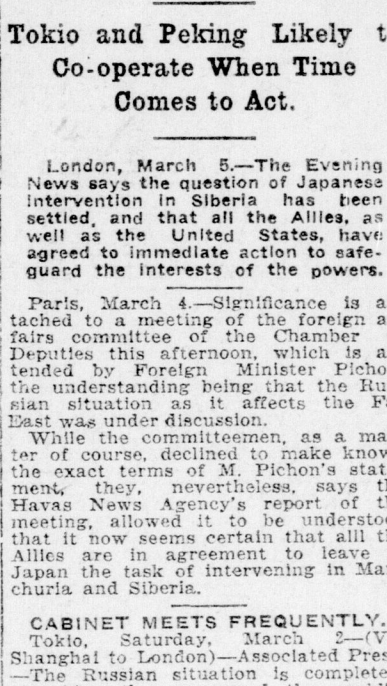 Tokio and Peking Likely t
Co-operate When Time
Comes to Act.
London, March 5.—The Evening
News says the question of Japanese
intervention in Siberia has been
settled, and that all the Allies, as
well as the United States, have
agreed to immediate action to safe-
guard the interests of the powers.
Paris, March 4.—Significance is a
tached to a meeting of the foreign a
fairs committee of the Chamber
Deputies this afternoon, which is a
tended by Foreign Minister Picho
the understanding being that the Ru
sian situation as it affects the F
East was under discussion.
While the committeemen, as a ma
ter of course, declined to make know
the exact terms of M. Pichon's stat
ment, they, nevertheless, says t
Havas News Agency's report of t
meeting, allowed it to be understo
that it now seems certain that alll t
Allies are in agreement to leave
Japan the task of intervening in Ma
churia and Siberia.
CABINET MEETS FREQUENTLY.
Tokio, Saturday, March 2—(V
Shanghai to London)—Associated Pres
—The Russian situation is complete